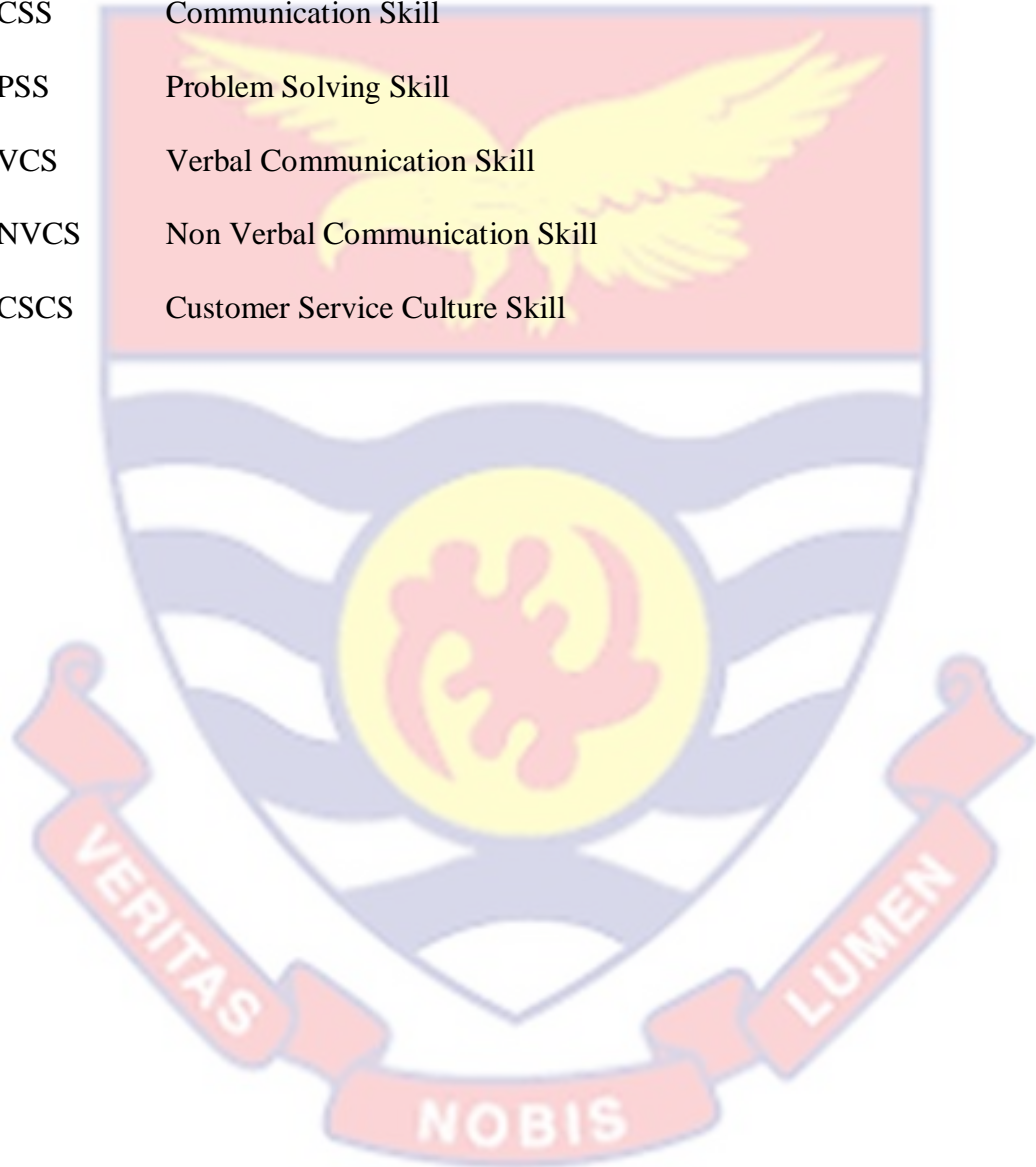 CSS Communication Skill
PSS Problem Solving Skill
VCS Verbal Communication Skill
NVCS Non Verbal Communication Skill
CSCS Customer Service Culture Skill
VERITAS
NOBIS
LUMEN